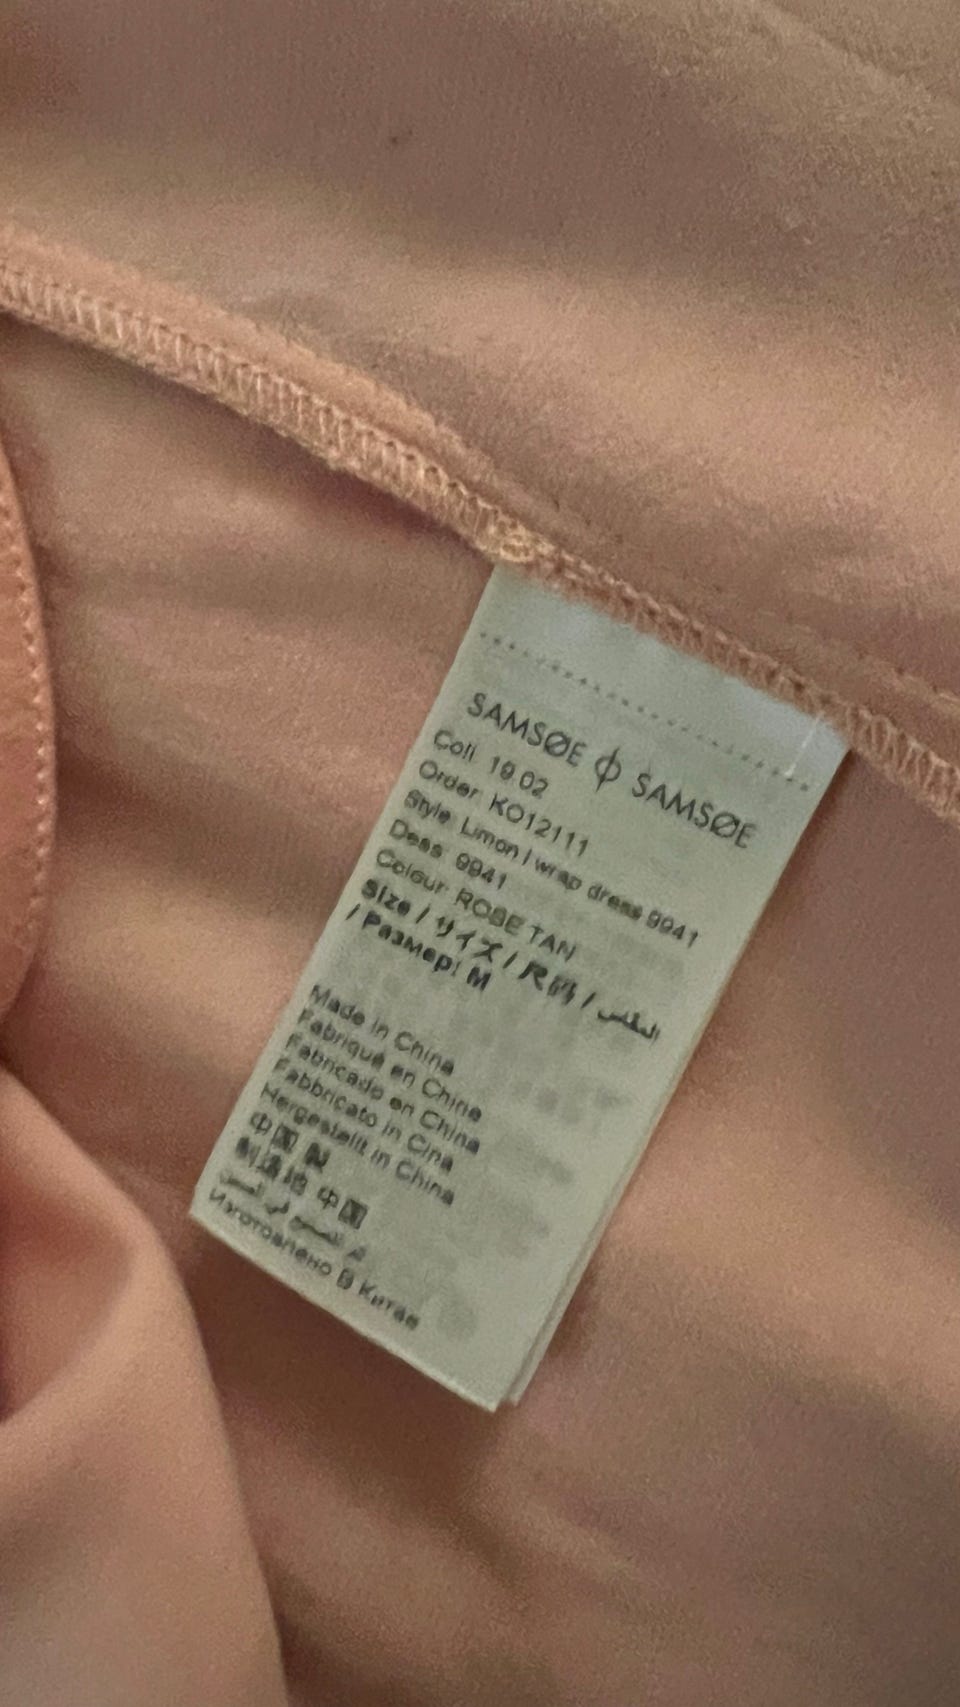 SAMSØE ϕ SAMSØE
Coll. 19.02
Order: KO12111
Style: Limon l wrap dress 9941
Dess: 9941
Colour: ROSE TAN
Size / サイズ / 尺码 / المقاس
/ Размер: M
Made in China
Fabriqué en Chine
Fabricado en China
Fabbricato in Cina
Hergestellt in China
中国 製
制造地 中国
تم الصنع في الصين
Изготовлено В Китае